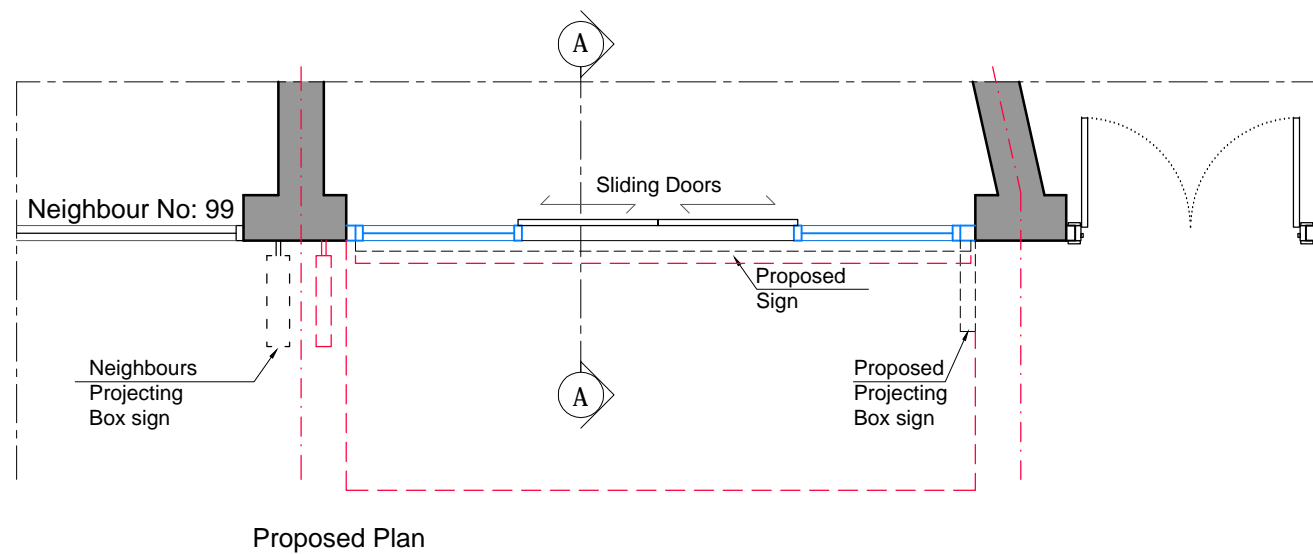 A
Sliding Doors
Neighbour No: 99
Proposed
Sign
Neighbours
Projecting
Box sign
A
Proposed
Projecting
Box sign
Proposed Plan